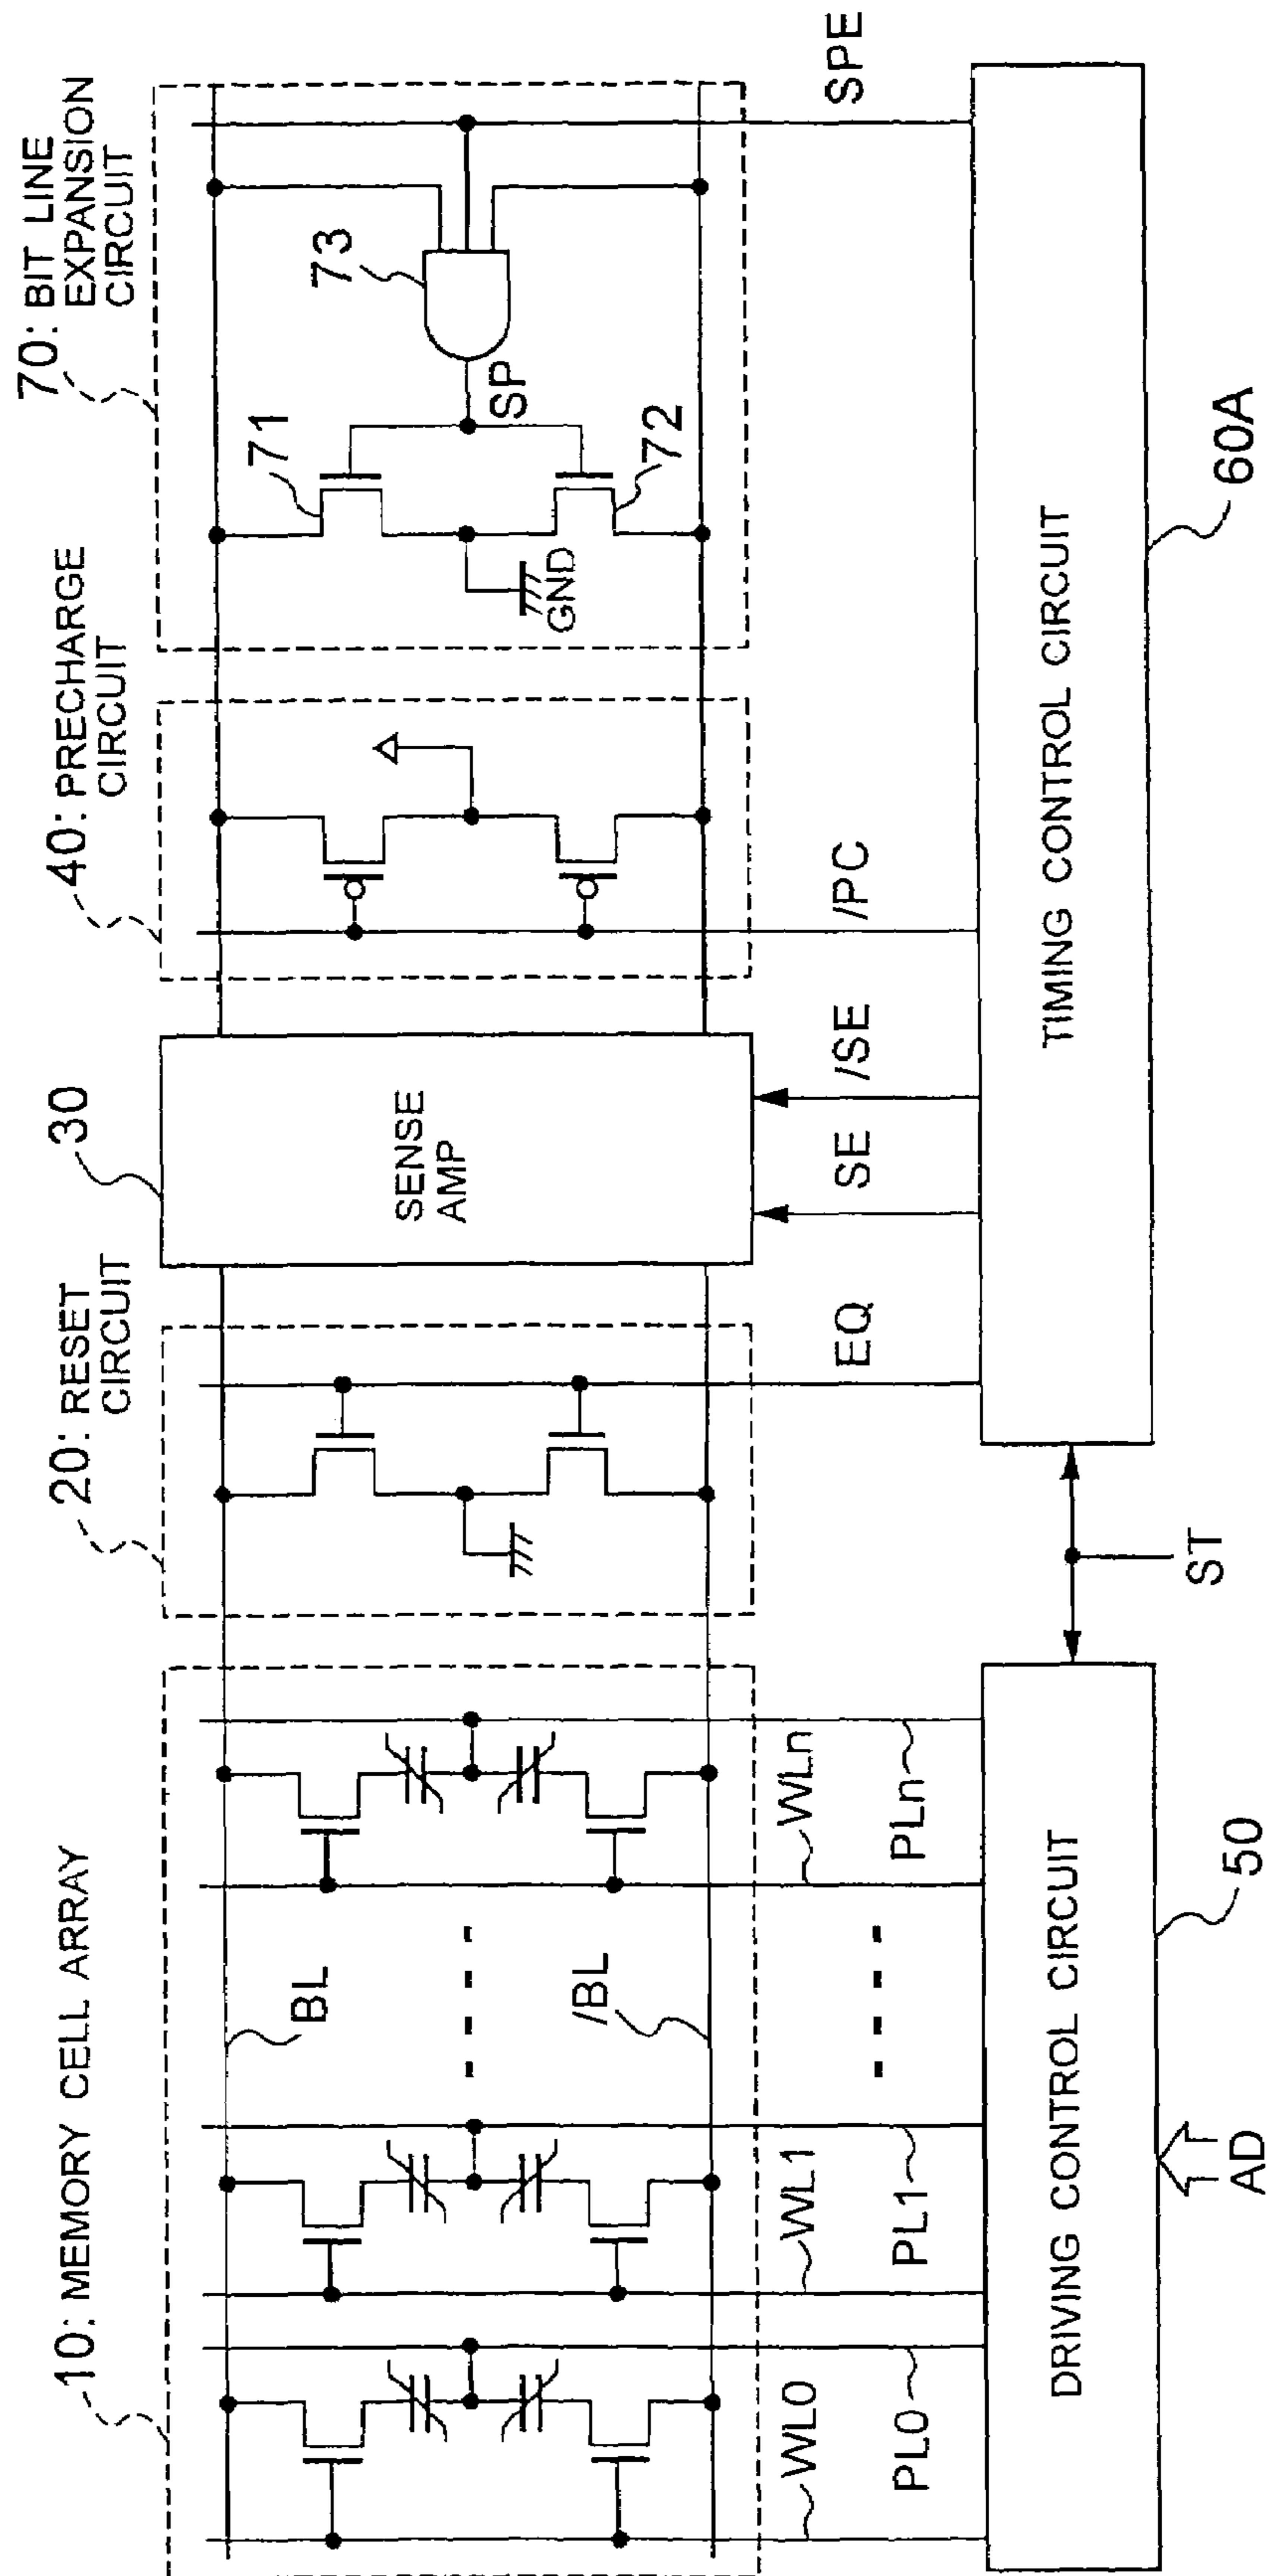 10: MEMORY CELL ARRAY
20: RESET
CIRCUIT
30
40: PRECHARGE
CIRCUIT
70: BIT LINE
EXPANSION
CIRCUIT
BL
/BL
SENSE
AMP
71
72
73
SP
GND
WL0
PL0
WL1
PL1
WLn
PLn
EQ
SE
/SE
/PC
SPE
DRIVING CONTROL CIRCUIT
TIMING CONTROL CIRCUIT
AD
50
ST
60A